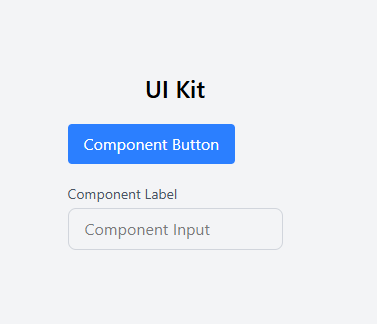 UI Kit
Component Button
Component Label
Component Input